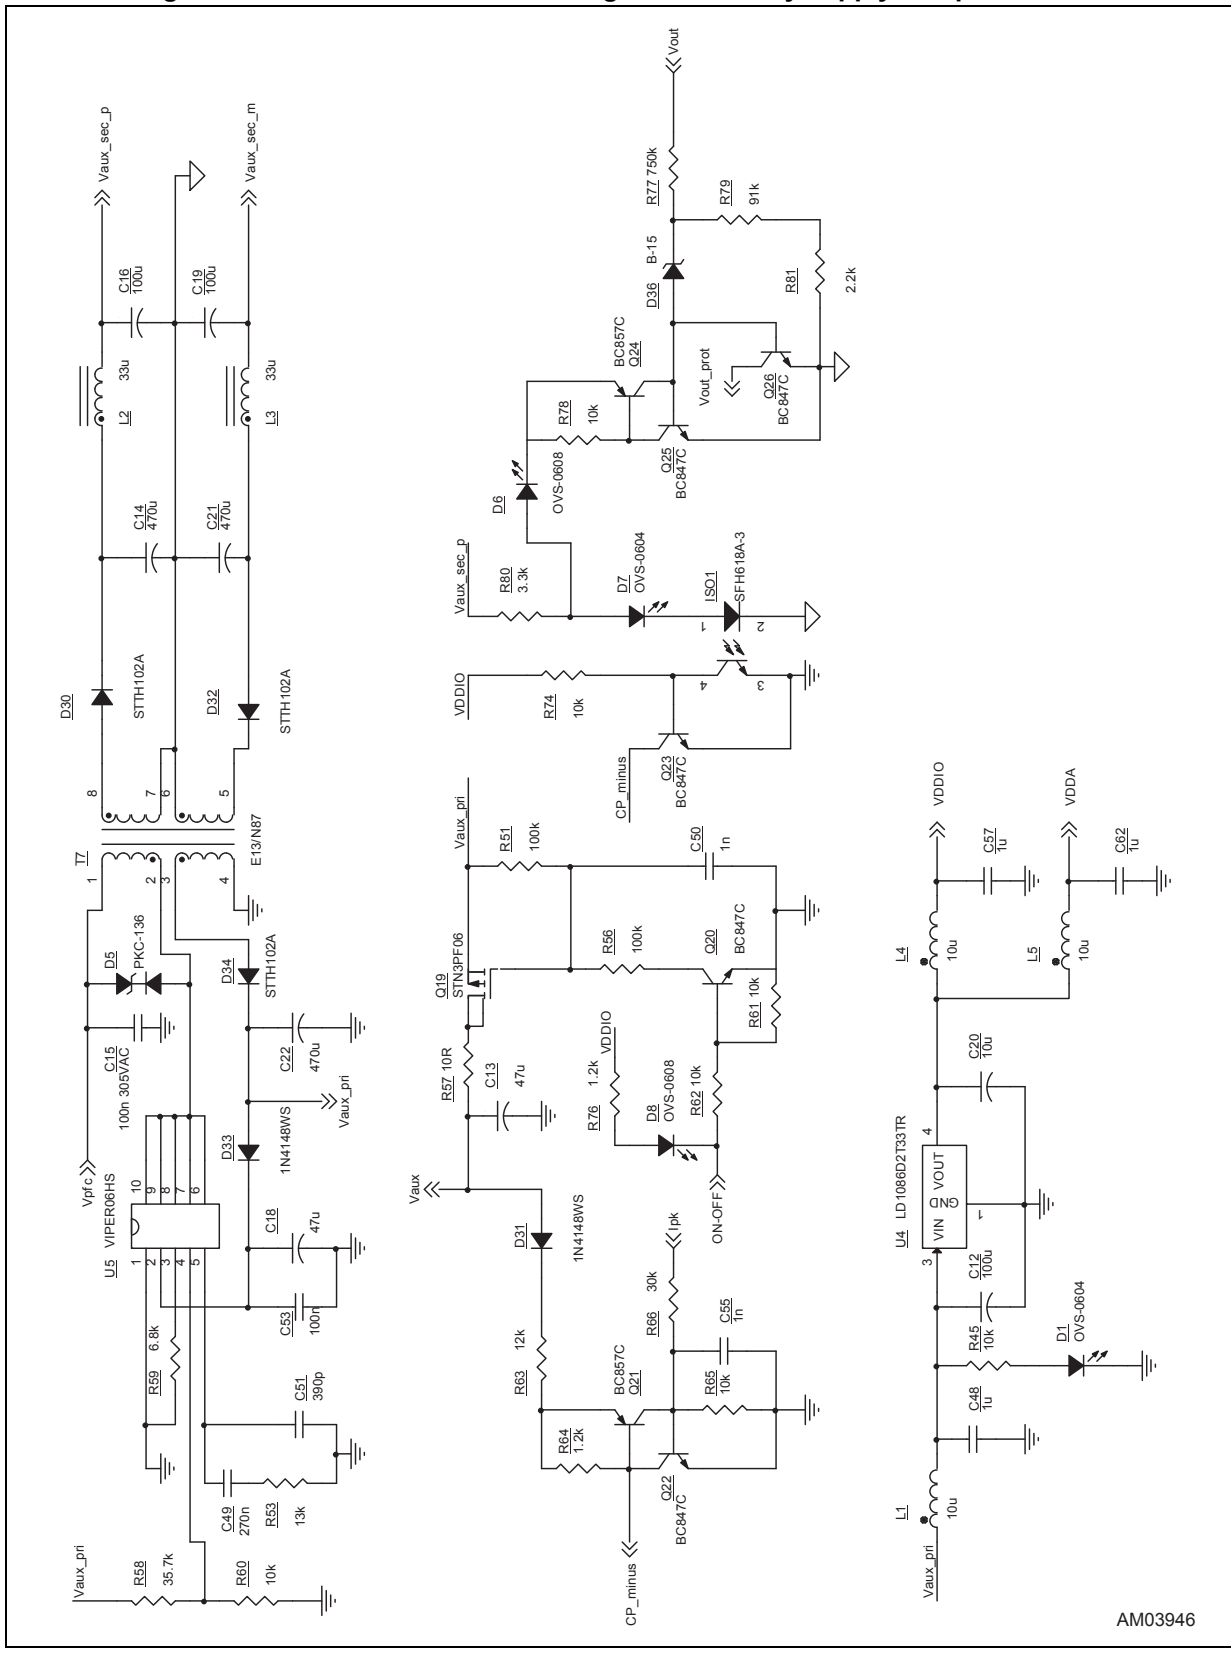 Vpfc
C15
100n 305VAC
D5
PKC-136
T7
1
2
3
4
8
7
6
5
E13/N87
D30
STTH102A
D32
STTH102A
C14
470u
C21
470u
L2
33u
L3
33u
C16
100u
C19
100u
Vaux_sec_p
Vaux_sec_m
U5
VIPER06HS
1
2
3
4
5
10
9
8
7
6
D34
STTH102A
C22
470u
Vaux_pri
D33
1N4148WS
C18
47u
C53
100n
R59
6.8k
C51
390p
C49
270n
R53
13k
Vaux_pri
R58
35.7k
R60
10k
Vaux
R57 10R
C13
47u
Q19
STN3PF06
Vaux_pri
R51
100k
C50
1n
R56
100k
Q20
BC847C
R61 10k
R62 10k
VDDIO
R76
1.2k
D8
OVS-0608
ON-OFF
D31
1N4148WS
R63
12k
R64
1.2k
BC857C
Q21
Q22
BC847C
R65
10k
C55
1n
R66
30k
Ipk
CP_minus
VDDIO
R74
10k
CP_minus
Q23
BC847C
4
3
Vaux_sec_p
R80
3.3k
D7
OVS-0604
ISO1
SFH618A-3
1
2
D6
OVS-0608
R78
10k
BC857C
Q24
Q25
BC847C
Vout_prot
Q26
BC847C
D36
B-15
R77 750k
R79
91k
R81
2.2k
Vout
Vaux_pri
L1
10u
C48
1u
R45
10k
D1
OVS-0604
C12
100u
U4
LD1086D2T33TR
VIN
VOUT
GND
3
4
1
C20
10u
L4
10u
L5
10u
C57
1u
C62
1u
VDDIO
VDDA
AM03946